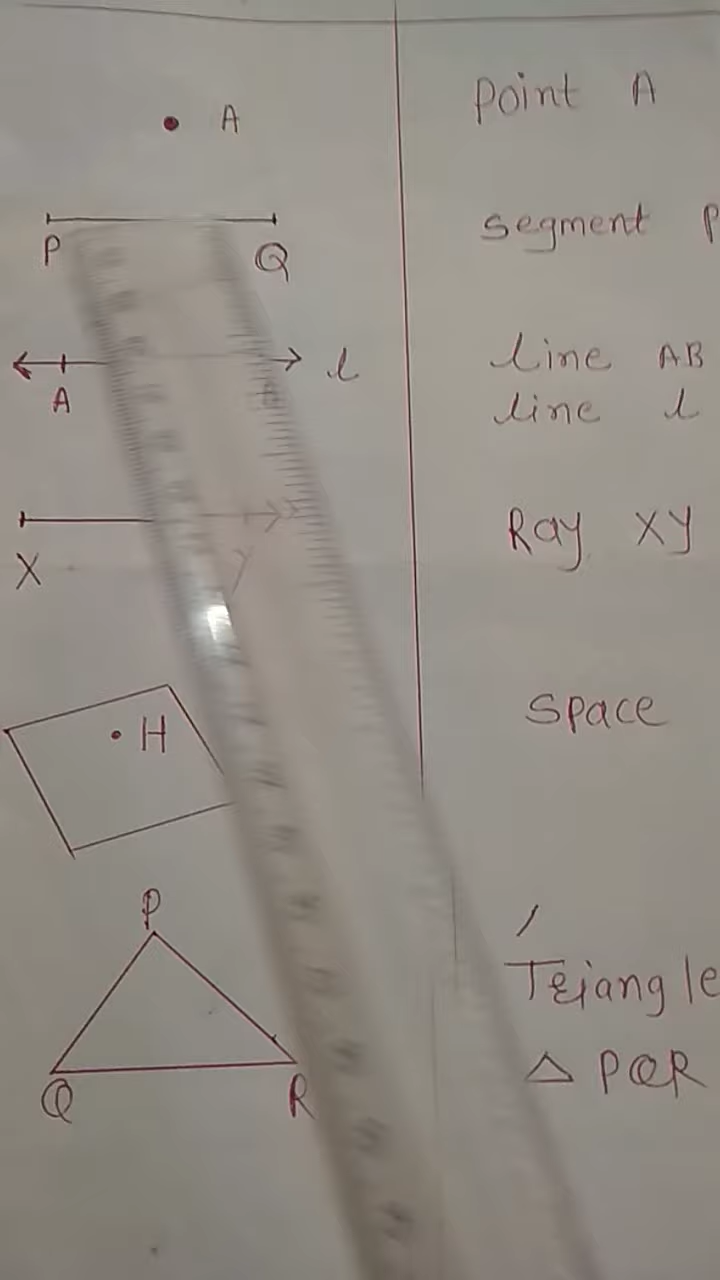 A
Point A
P Q
segment P
l
line AB
A B
line l
Ray XY
X Y
H
Space
P
Teiangle
△ PQR
Q R